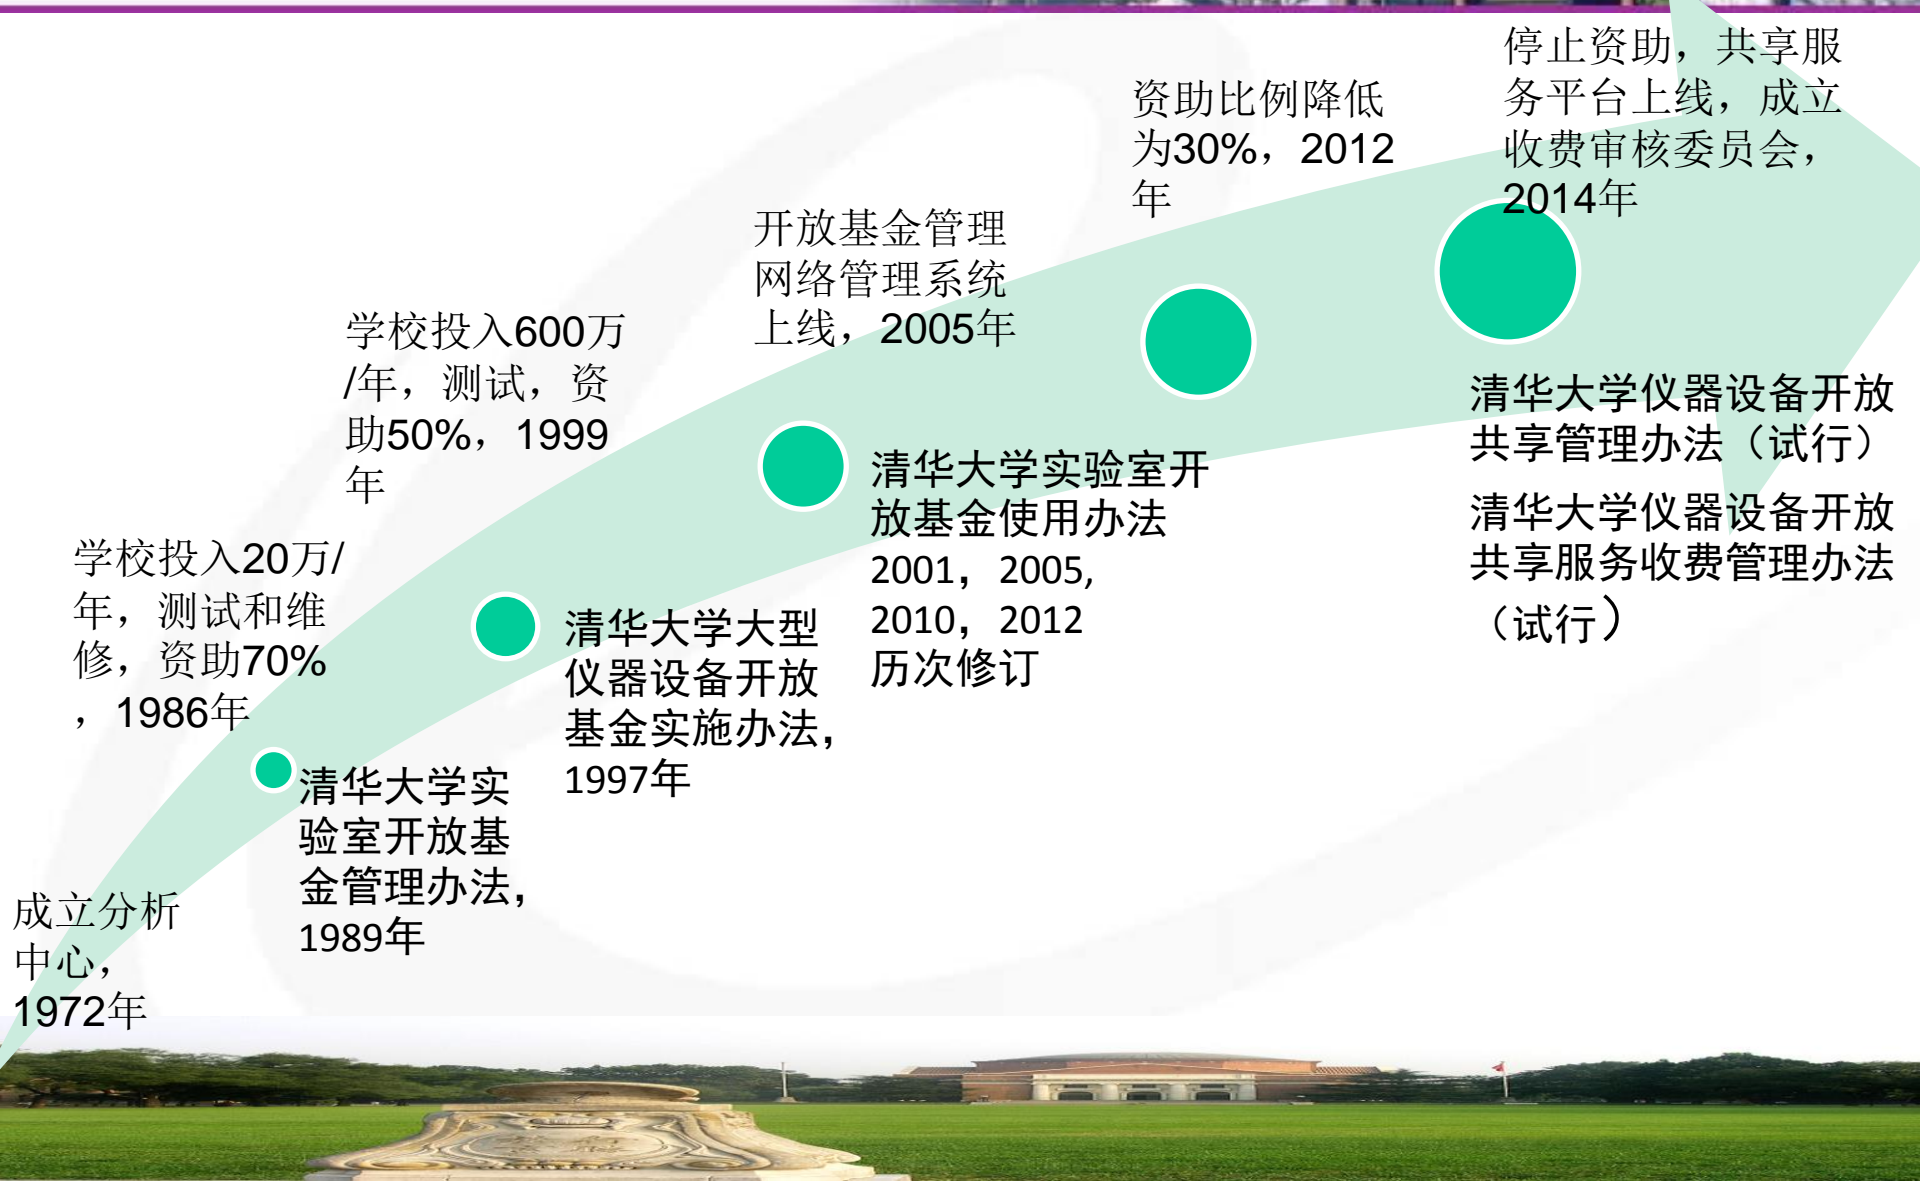 成立分析
中心，
1972年
学校投入20万/
年，测试和维
修，资助70%
，1986年
清华大学实
验室开放基
金管理办法，
1989年
学校投入600万
/年，测试，资
助50%，1999
年
清华大学大型
仪器设备开放
基金实施办法，
1997年
开放基金管理
网络管理系统
上线，2005年
清华大学实验室开
放基金使用办法
2001，2005,
2010，2012
历次修订
资助比例降低
为30%，2012
年
停止资助，共享服
务平台上线，成立
收费审核委员会，
2014年
清华大学仪器设备开放
共享管理办法（试行）
清华大学仪器设备开放
共享服务收费管理办法
（试行）